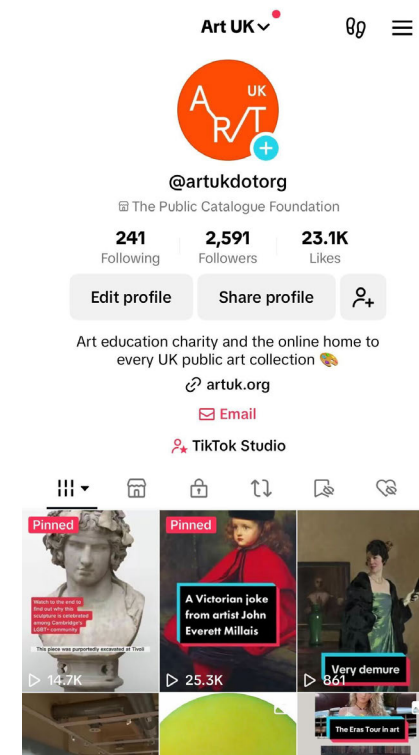 Art UK
A R/T UK
@artukdotorg
The Public Catalogue Foundation
241 2,591 23.1K
Following Followers Likes
Edit profile Share profile
Art education charity and the online home to
every UK public art collection 🎨
artuk.org
Email
TikTok Studio
Pinned
Watch to the end to
find out why this
sculpture is celebrated
among Cambridge's
LGBT+ community
This piece was purportedly excavated at Tivoli
14.7K
Pinned
A Victorian joke
from artist John
Everett Millais
25.3K
Very demure
861
The Eras Tour in art